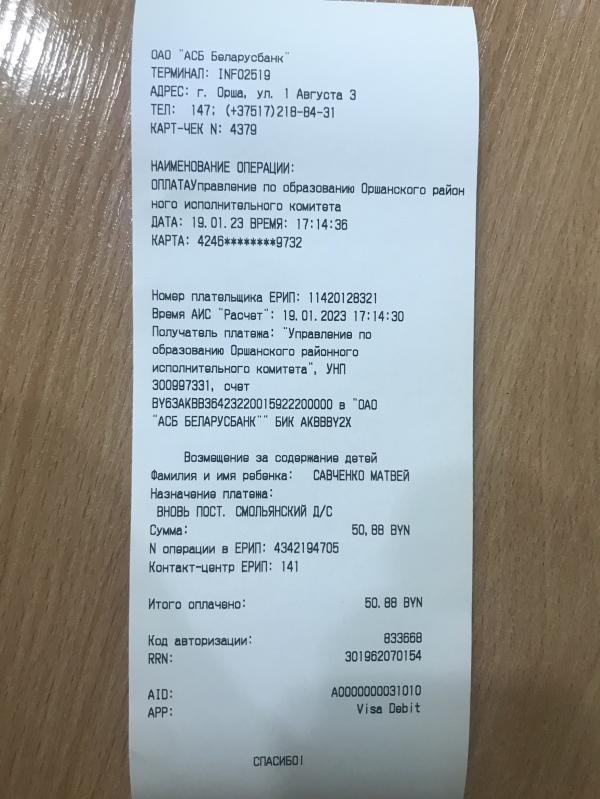 ОАО "АСБ Беларусбанк"
ТЕРМИНАЛ: INF02519
АДРЕС: г. Орша, ул. 1 Августа 3
ТЕЛ: 147; (+37517)218-84-31
КАРТ-ЧЕК N: 4379
НАИМЕНОВАНИЕ ОПЕРАЦИИ:
ОПЛАТАУправление по образованию Оршанского район
ного исполнительного комитета
ДАТА: 19.01.23 ВРЕМЯ: 17:14:36
КАРТА: 4246********9732
Номер плательщика ЕРИП: 11420128321
Время АИС "Расчет": 19.01.2023 17:14:30
Получатель платежа: "Управление по
образованию Оршанского районного
исполнительного комитета", УНП
300997331, счет
BY63AKBB36423220015922200000 в "ОАО
"АСБ БЕЛАРУСБАНК"" БИК AKBBBY2X
Возмещение за содержание детей
Фамилия и имя ребенка: САВЧЕНКО МАТВЕЙ
Назначение платежа:
ВНОВЬ ПОСТ. СМОЛЬЯНСКИЙ Д/С
Сумма: 50,88 BYN
N операции в ЕРИП: 4342194705
Контакт-центр ЕРИП: 141
Итого оплачено: 50.88 BYN
Код авторизации: 833668
RRN: 301962070154
AID: A0000000031010
APP: Visa Debit
СПАСИБО!